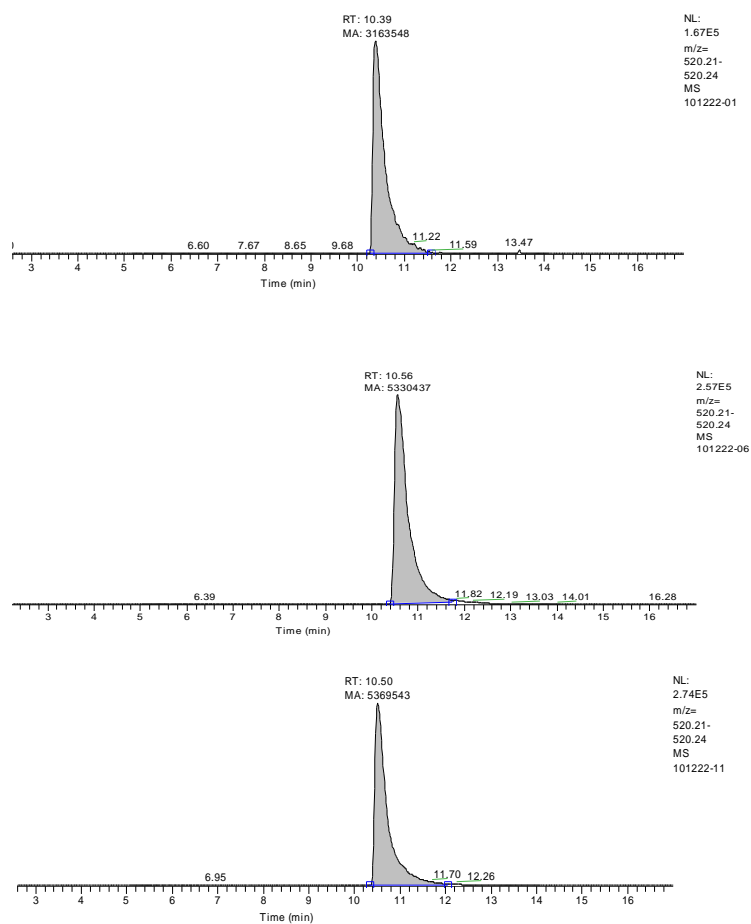 RT: 10.39
MA: 3163548
NL:
1.67E5
m/z=
520.21-
520.24
MS
101222-01
6.60 7.67 8.65 9.68 11.22 11.59 13.47
3 4 5 6 7 8 9 10 11 12 13 14 15 16
Time (min)
RT: 10.56
MA: 5330437
NL:
2.57E5
m/z=
520.21-
520.24
MS
101222-06
6.39 11.82 12.19 13.03 14.01 16.28
3 4 5 6 7 8 9 10 11 12 13 14 15 16
Time (min)
RT: 10.50
MA: 5369543
NL:
2.74E5
m/z=
520.21-
520.24
MS
101222-11
6.95 11.70 12.26
3 4 5 6 7 8 9 10 11 12 13 14 15 16
Time (min)